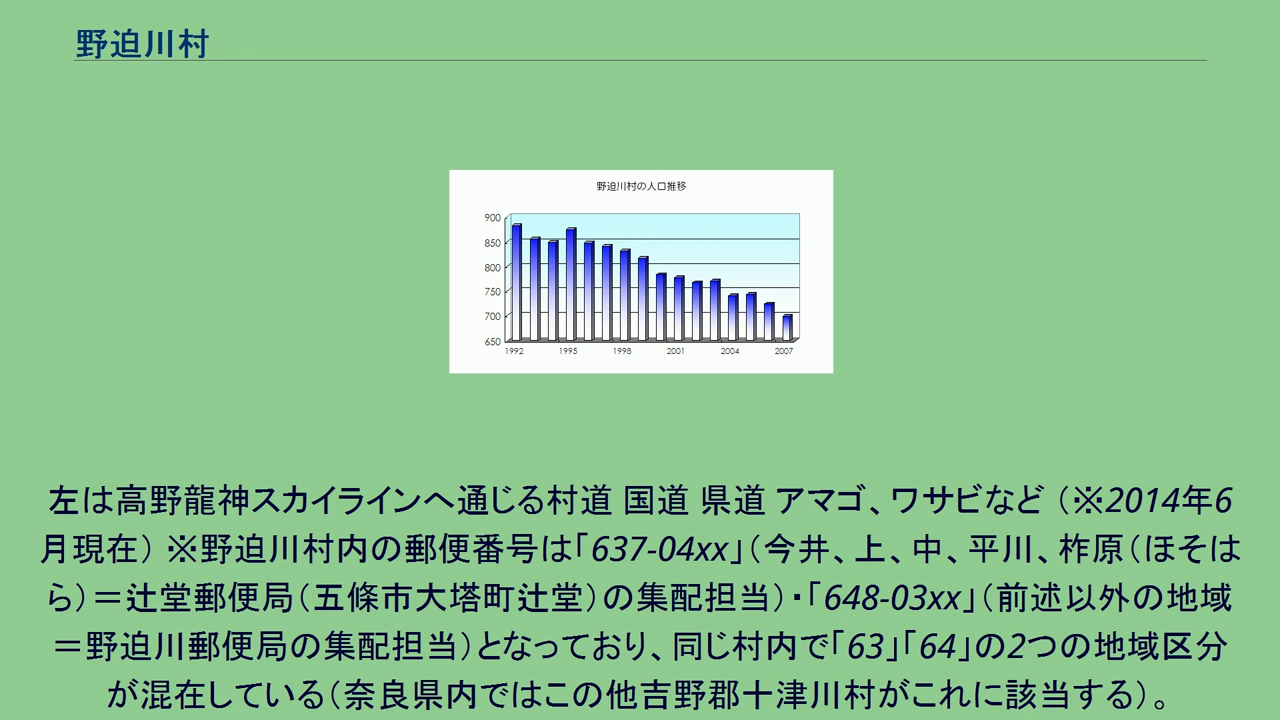 野迫川村
野迫川村の人口推移
900
850
800
750
700
650
1992 1995 1998 2001 2004 2007
左は高野龍神スカイラインへ通じる村道 国道 県道 アマゴ、ワサビなど（※2014年6
月現在） ※野迫川村内の郵便番号は「637-04xx」（今井、上、中、平川、柞原（ほそは
ら）＝辻堂郵便局（五條市大塔町辻堂）の集配担当）・「648-03xx」（前述以外の地域
＝野迫川郵便局の集配担当）となっており、同じ村内で「63」「64」の2つの地域区分
が混在している（奈良県内ではこの他吉野郡十津川村がこれに該当する）。